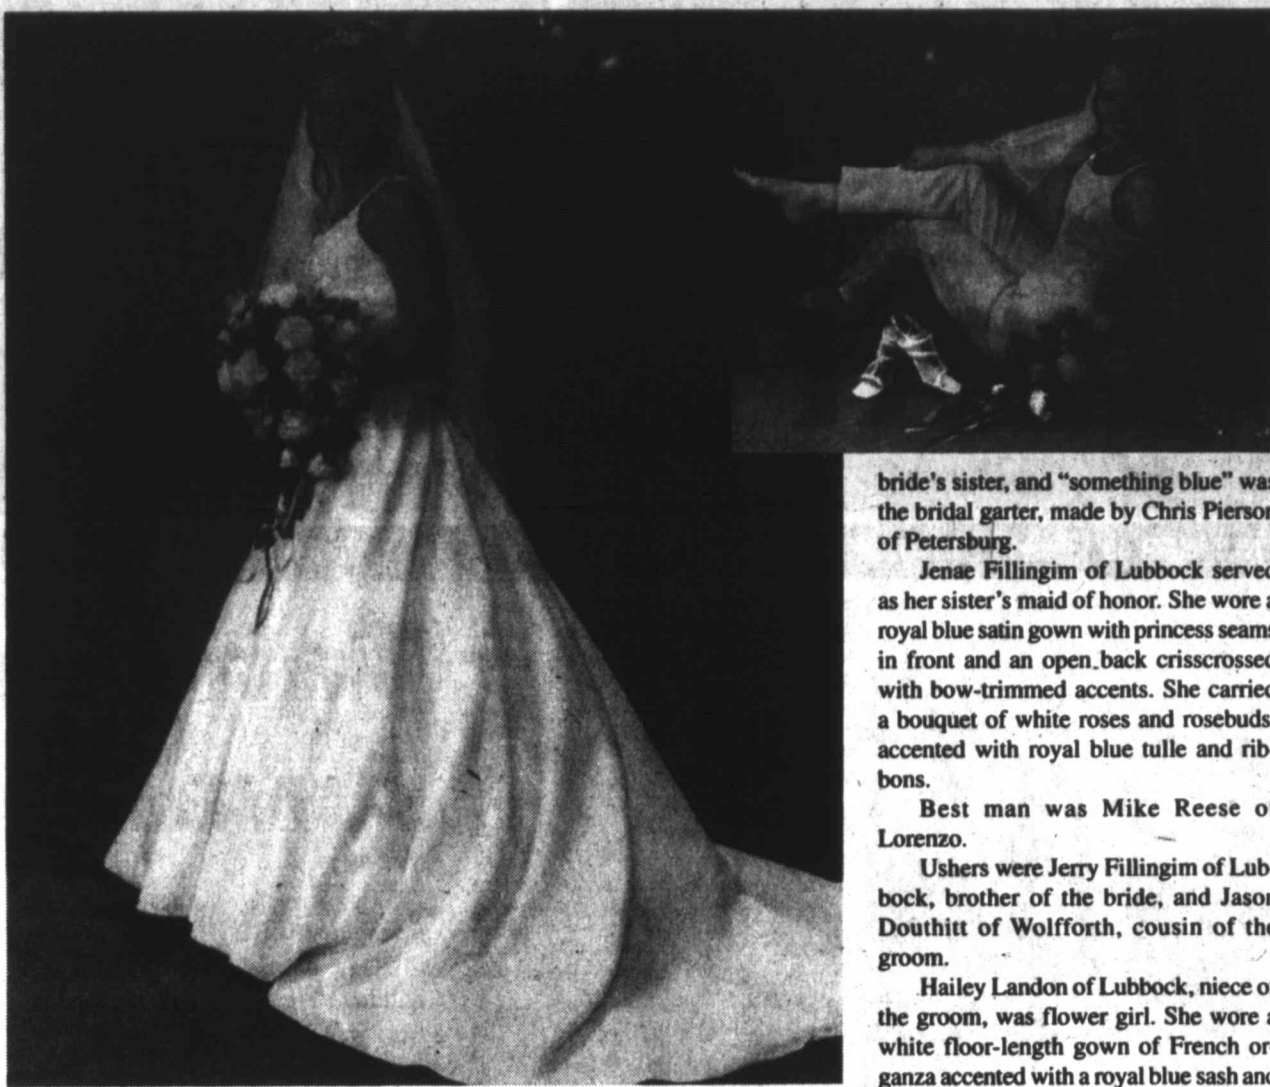 bride's sister, and “something blue” was
the bridal garter, made by Chris Pierson
of Petersburg.
Jenae Fillingim of Lubbock served
as her sister's maid of honor. She wore a
royal blue satin gown with princess seams
in front and an open back crisscrossed
with bow-trimmed accents. She carried
a bouquet of white roses and rosebuds
accented with royal blue tulle and rib-
bons.
Best man was Mike Reese of
Lorenzo.
Ushers were Jerry Fillingim of Lub-
bock, brother of the bride, and Jason
Douthitt of Wolfforth, cousin of the
groom.
Hailey Landon of Lubbock, niece of
the groom, was flower girl. She wore a
white floor-length gown of French or-
ganza accented with a royal blue sash and